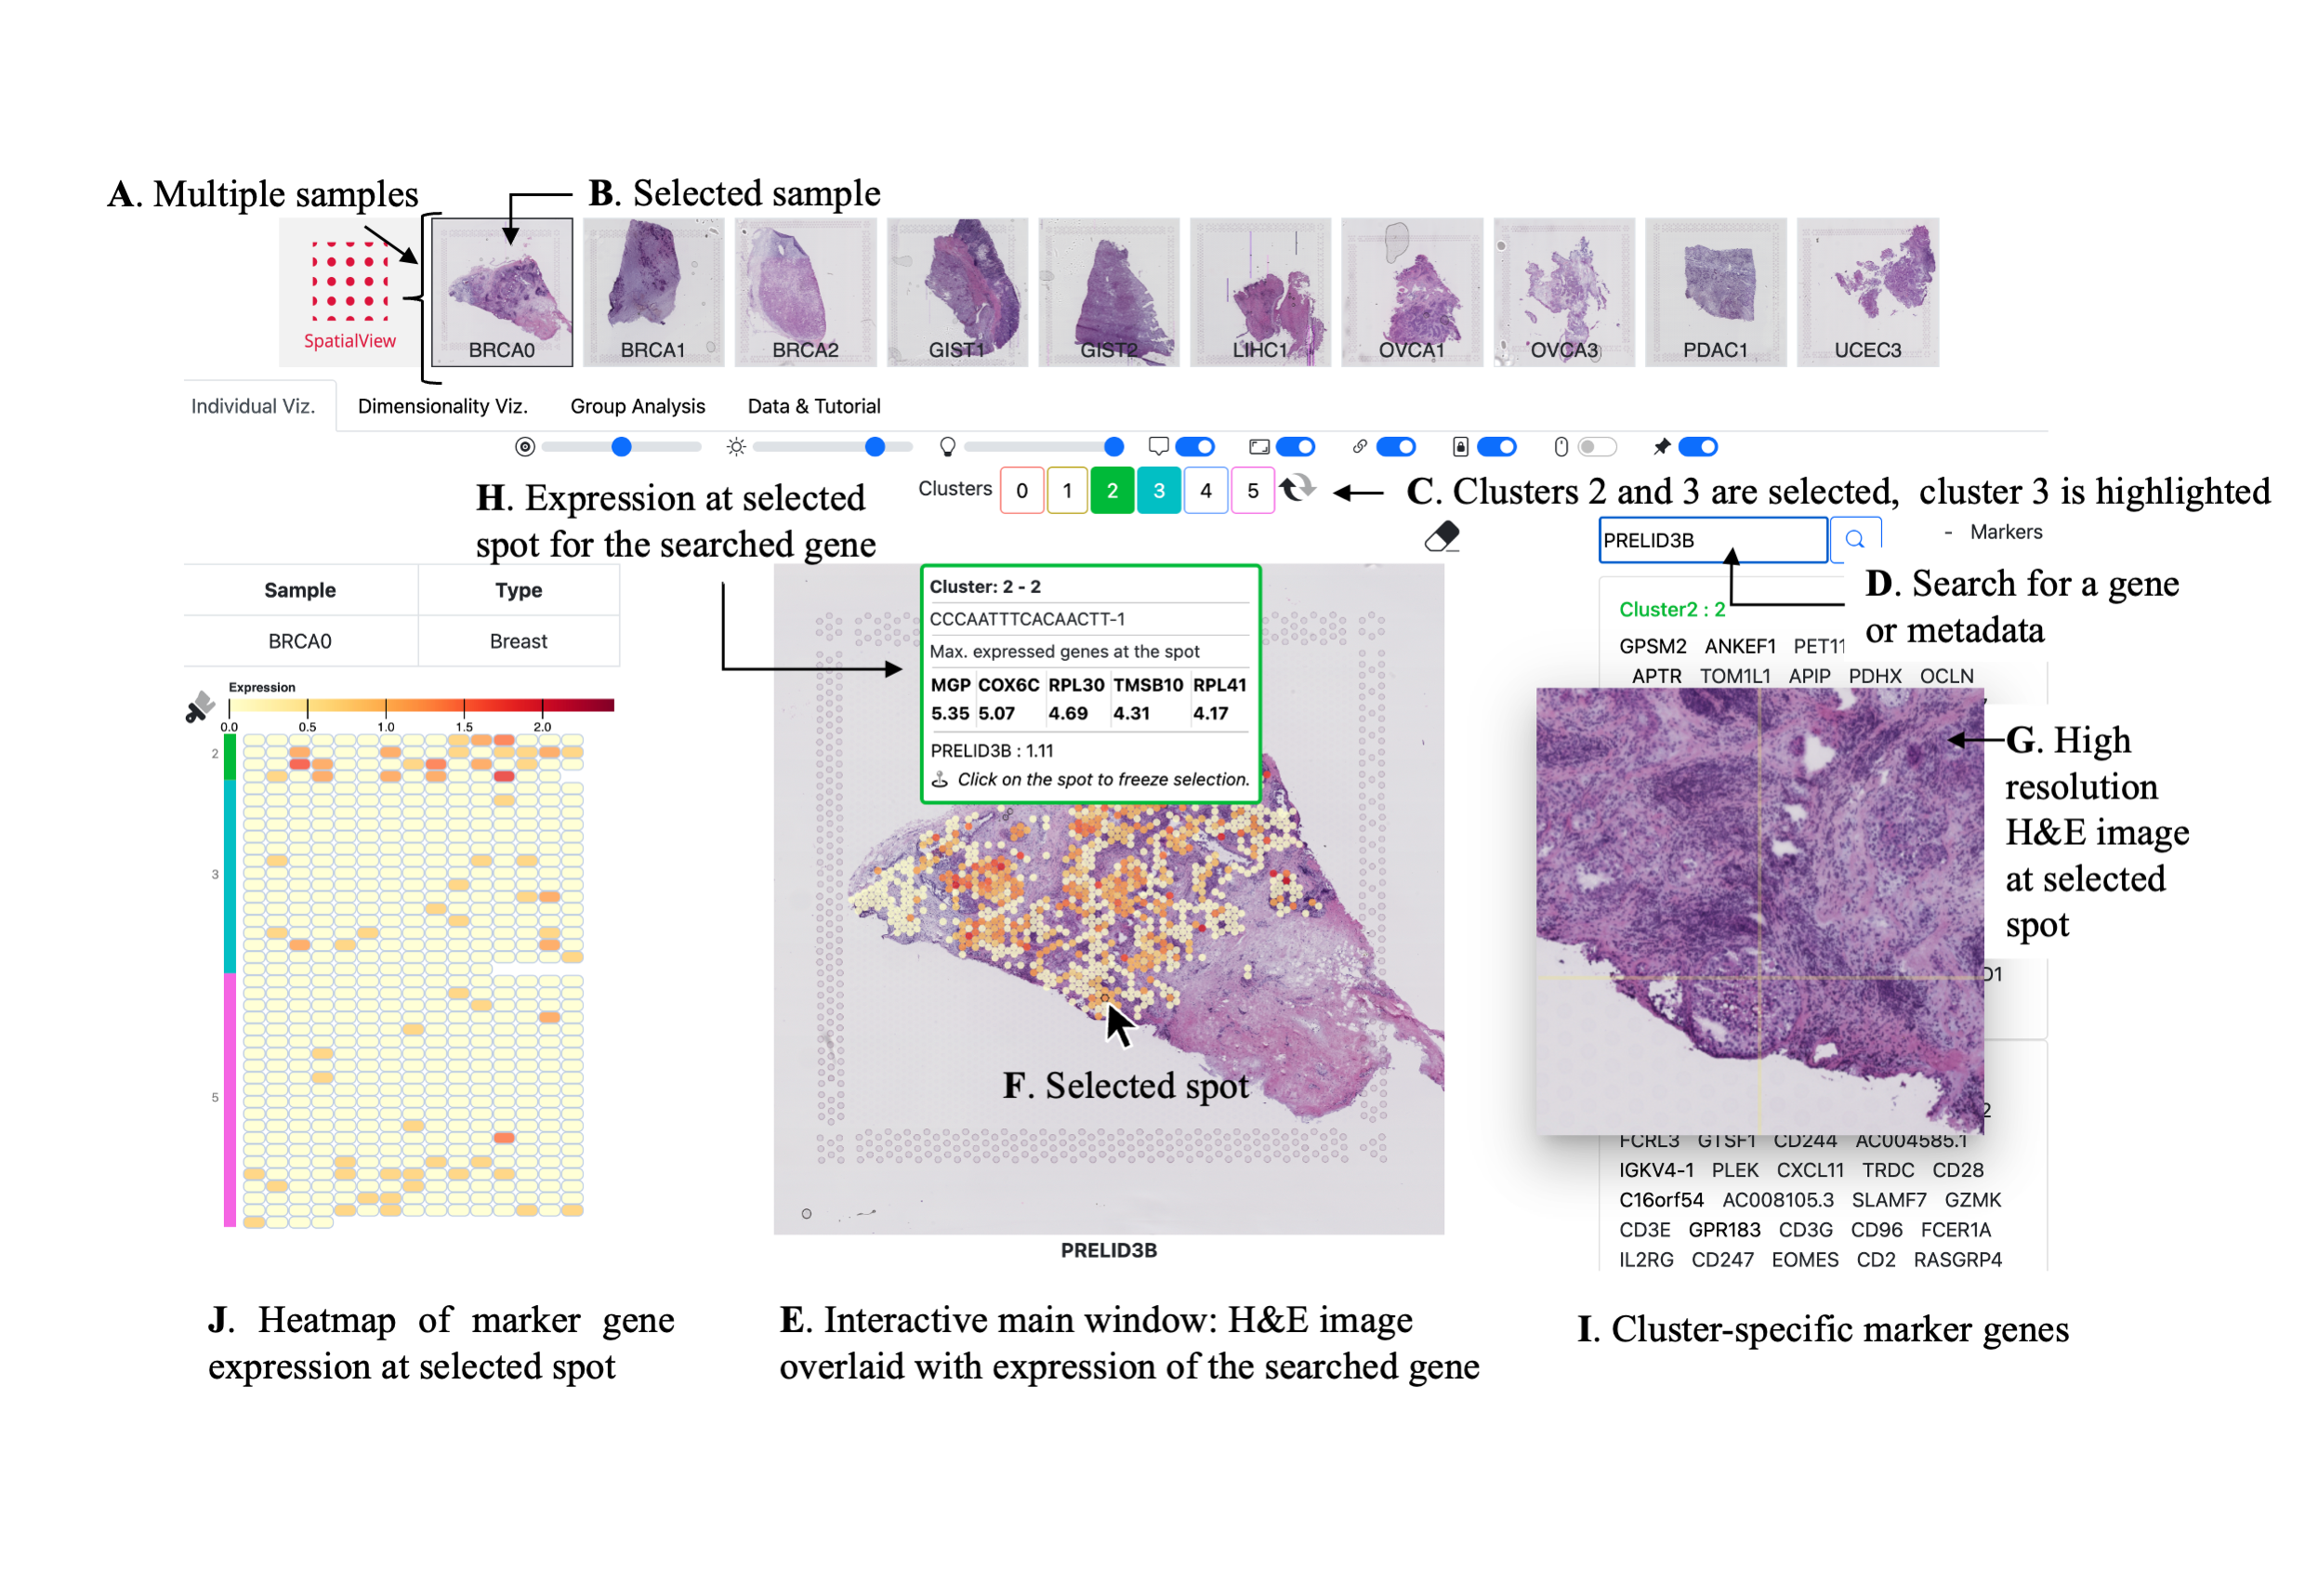 A. Multiple samples
B. Selected sample
SpatialView
BRCA0
BRCA1
BRCA2
GIST1
GIST2
LIHC1
OVCA1
OVCA3
PDAC1
UCEC3
Individual Viz.
Dimensionality Viz.
Group Analysis
Data & Tutorial
Clusters 0 1 2 3 4 5
C. Clusters 2 and 3 are selected, cluster 3 is highlighted
H. Expression at selected
spot for the searched gene
PRELID3B
- Markers
D. Search for a gene
or metadata
Sample Type
BRCA0 Breast
Expression
0.0 0.5 1.0 1.5 2.0
2
3
5
Cluster: 2 - 2
CCCAATTTCACAACTT-1
Max. expressed genes at the spot
MGP COX6C RPL30 TMSB10 RPL41
5.35 5.07 4.69 4.31 4.17
PRELID3B : 1.11
Click on the spot to freeze selection.
F. Selected spot
PRELID3B
Cluster2 : 2
GPSM2 ANKEF1 PET11
APTR TOM1L1 APIP PDHX OCLN
G. High
resolution
H&E image
at selected
spot
D1
2
FCRL3 GTSF1 CD244 AC004585.1
IGKV4-1 PLEK CXCL11 TRDC CD28
C16orf54 AC008105.3 SLAMF7 GZMK
CD3E GPR183 CD3G CD96 FCER1A
IL2RG CD247 EOMES CD2 RASGRP4
J. Heatmap of marker gene
expression at selected spot
E. Interactive main window: H&E image
overlaid with expression of the searched gene
I. Cluster-specific marker genes